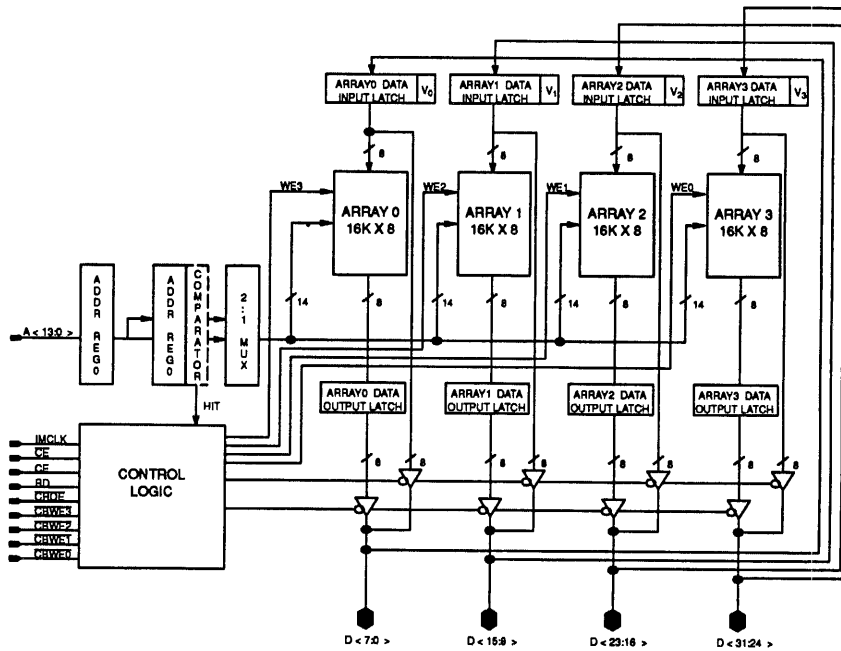 ARRAY0 DATA INPUT LATCH V0
ARRAY1 DATA INPUT LATCH V1
ARRAY2 DATA INPUT LATCH V2
ARRAY3 DATA INPUT LATCH V3
8
8
8
8
WE3
WE2
WE1
WE0
ARRAY 0
16K X 8
ARRAY 1
16K X 8
ARRAY 2
16K X 8
ARRAY 3
16K X 8
A < 13:0 >
ADDR REG0
ADDR REG0
COMPARATOR
2:1 MUX
14
8
14
8
14
8
14
8
HIT
ARRAY0 DATA
OUTPUT LATCH
ARRAY1 DATA
OUTPUT LATCH
ARRAY2 DATA
OUTPUT LATCH
ARRAY3 DATA
OUTPUT LATCH
IMCLK
CE
CE
RD
CBOE
CBWE3
CBWE2
CBWE1
CBWE0
CONTROL
LOGIC
8
8
8
8
8
8
8
8
D < 7:0 >
D < 15:8 >
D < 23:16 >
D < 31:24 >